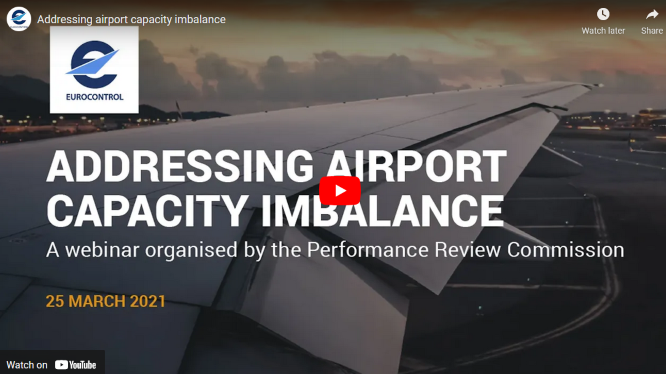 Addressing airport capacity imbalance
Watch later
Share
EUROCONTROL
EUROCONTROL
ADDRESSING AIRPORT
CAPACITY IMBALANCE
A webinar organised by the Performance Review Commission
25 MARCH 2021
Watch on YouTube